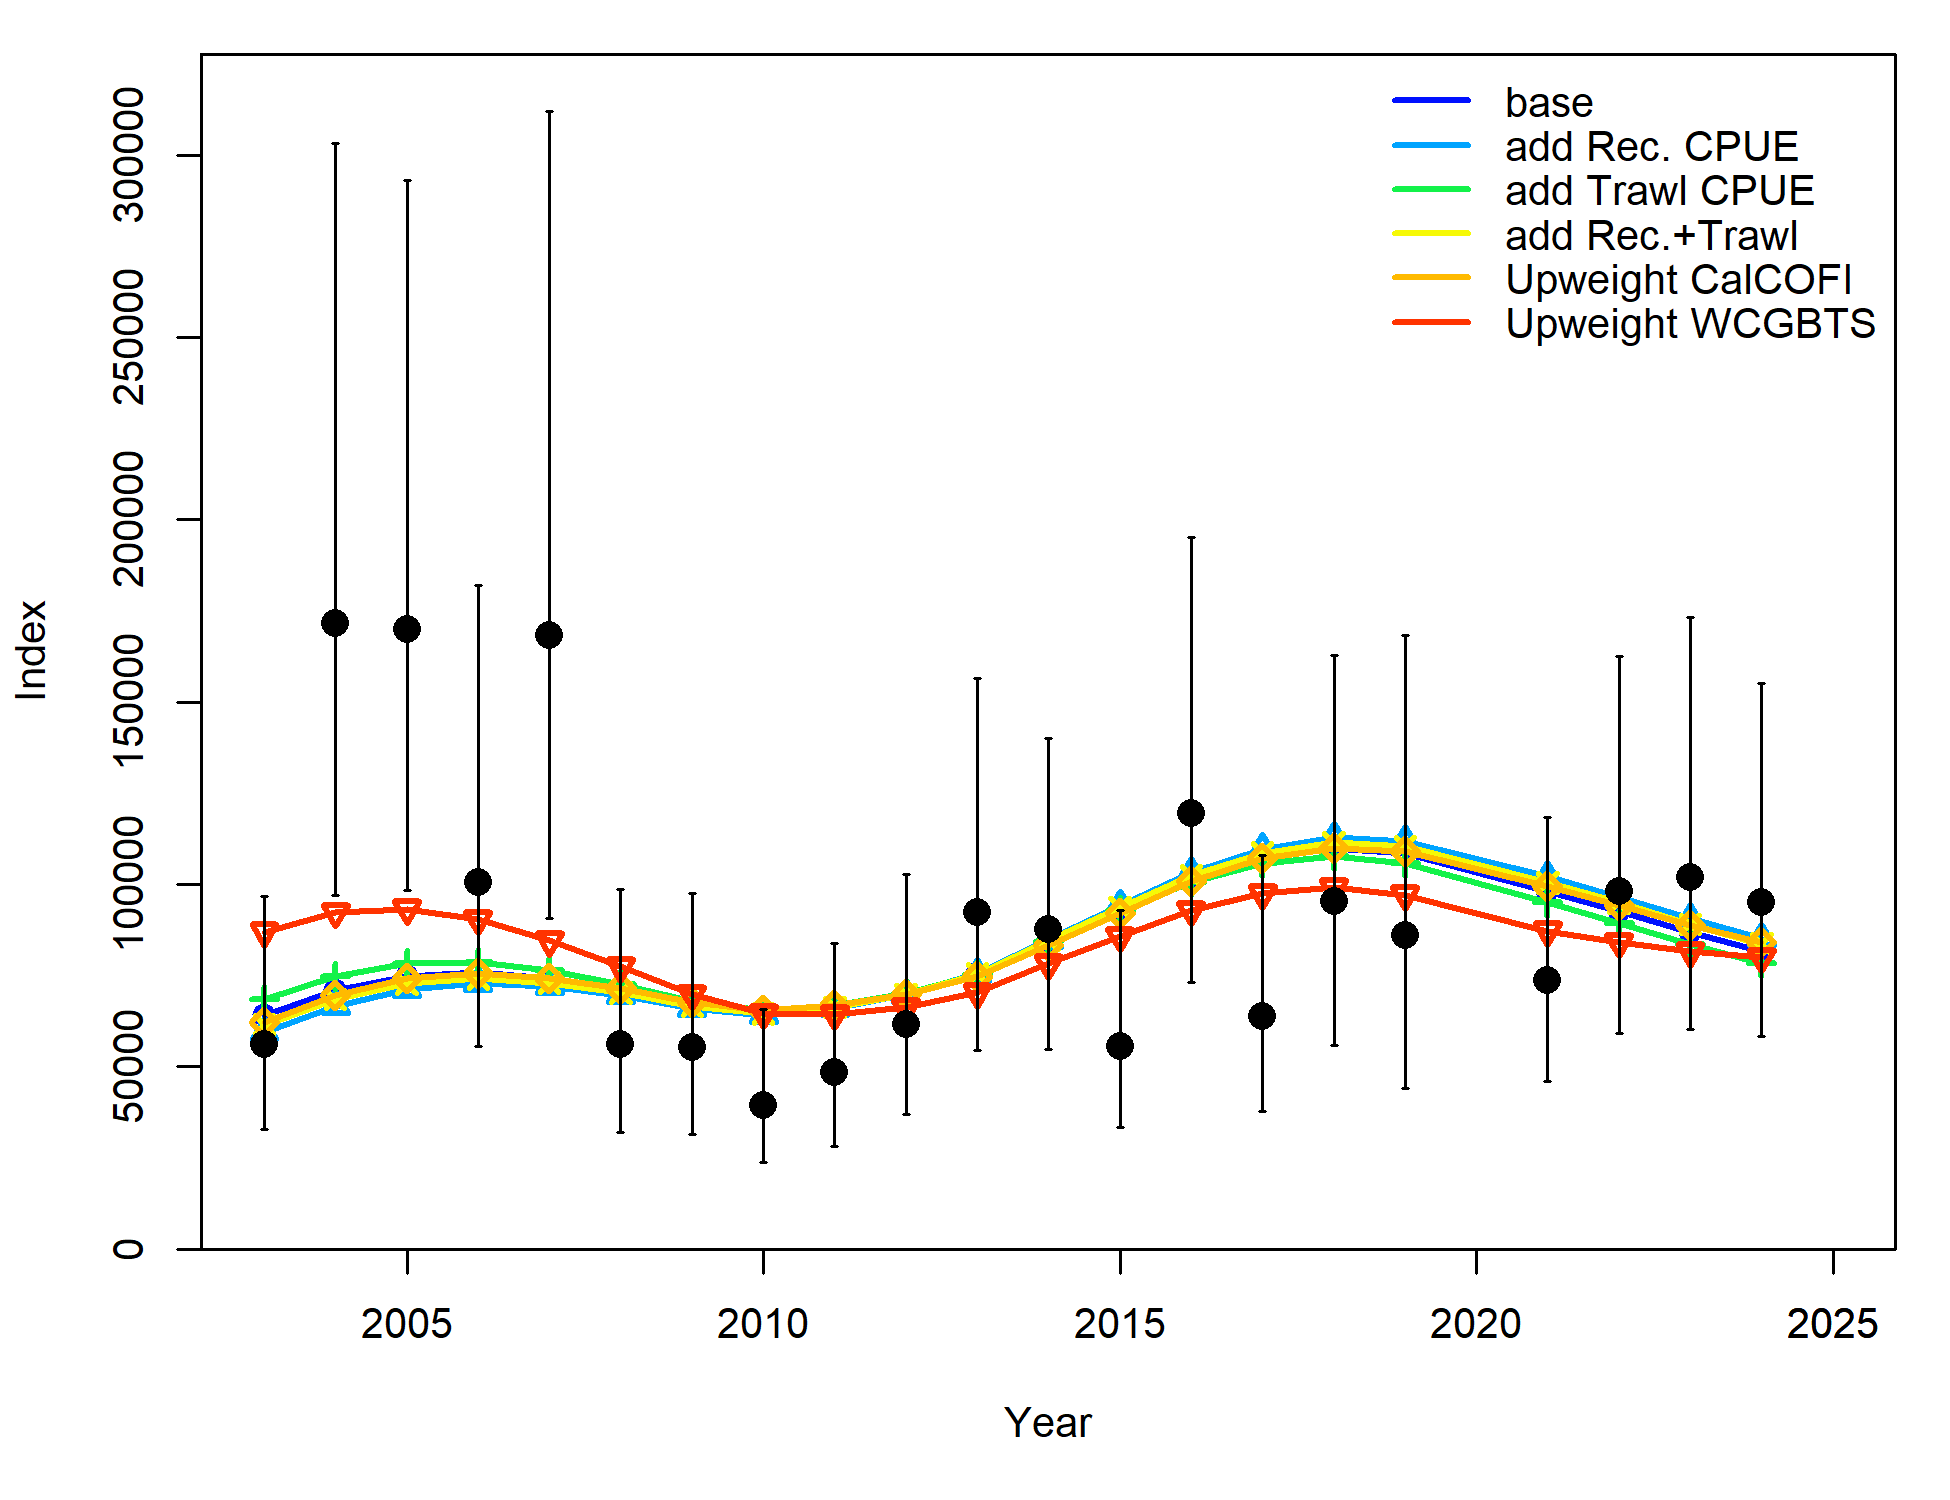 300000
250000
200000
150000
100000
50000
0
Index
base
add Rec. CPUE
add Trawl CPUE
add Rec.+Trawl
Upweight CalCOFI
Upweight WCGBTS
2005 2010 2015 2020 2025
Year